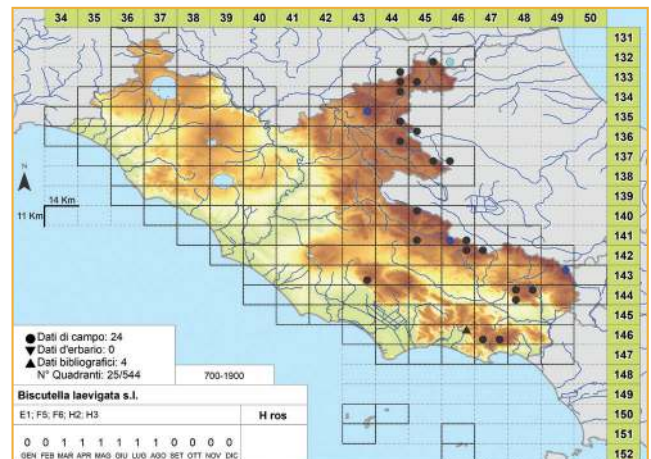 34 35 36 37 38 39 40 41 42 43 44 45 46 47 48 49 50
131
132
133
134
135
136
137
138
139
140
141
142
143
144
145
146
147
148
149
150
151
152
N
14 Km
11 Km
● Dati di campo: 24
▼ Dati d'erbario: 0
▲ Dati bibliografici: 4
N° Quadranti: 25/544
700-1900
Biscutella laevigata s.l.
E1; F5; F6; H2; H3
H ros
0 0 1 1 1 1 1 1 0 0 0 0
GEN FEB MAR APR MAG GIU LUG AGO SET OTT NOV DIC